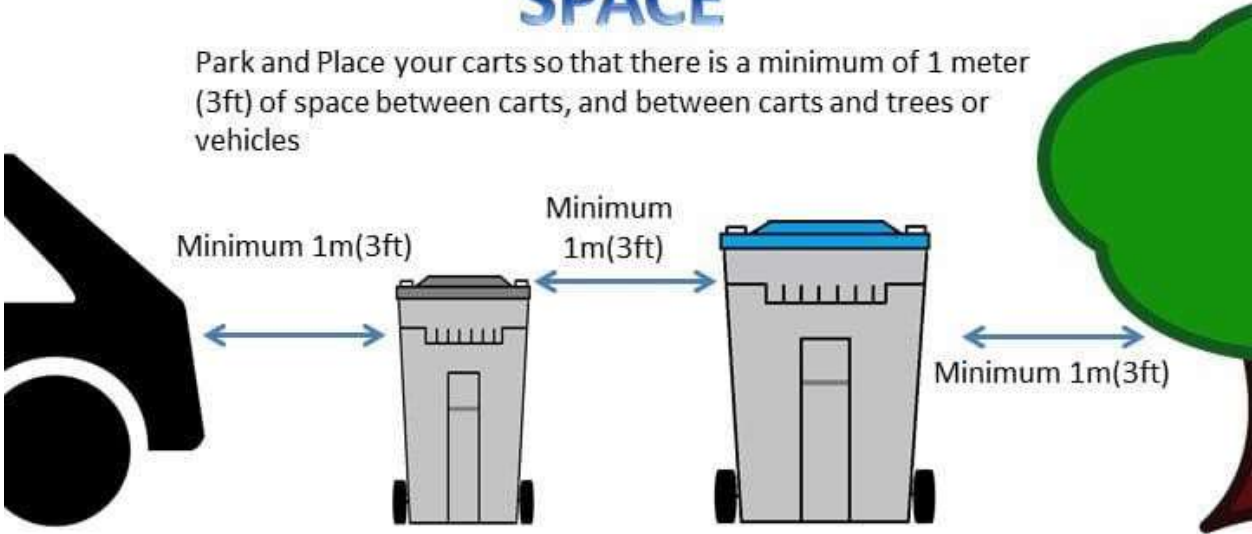 SPACE
Park and Place your carts so that there is a minimum of 1 meter
(3ft) of space between carts, and between carts and trees or
vehicles
Minimum
1m(3ft)
Minimum 1m(3ft)
Minimum 1m(3ft)